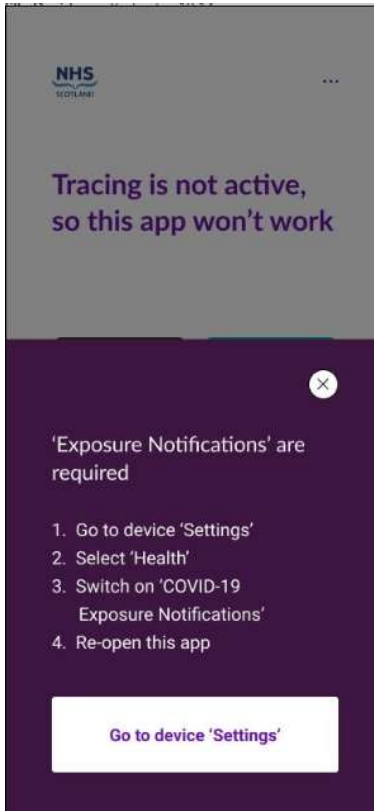 NHS
SCOTLAND
...
Tracing is not active,
so this app won't work
'Exposure Notifications' are
required
1. Go to device 'Settings'
2. Select 'Health'
3. Switch on 'COVID-19
Exposure Notifications'
4. Re-open this app
Go to device 'Settings'